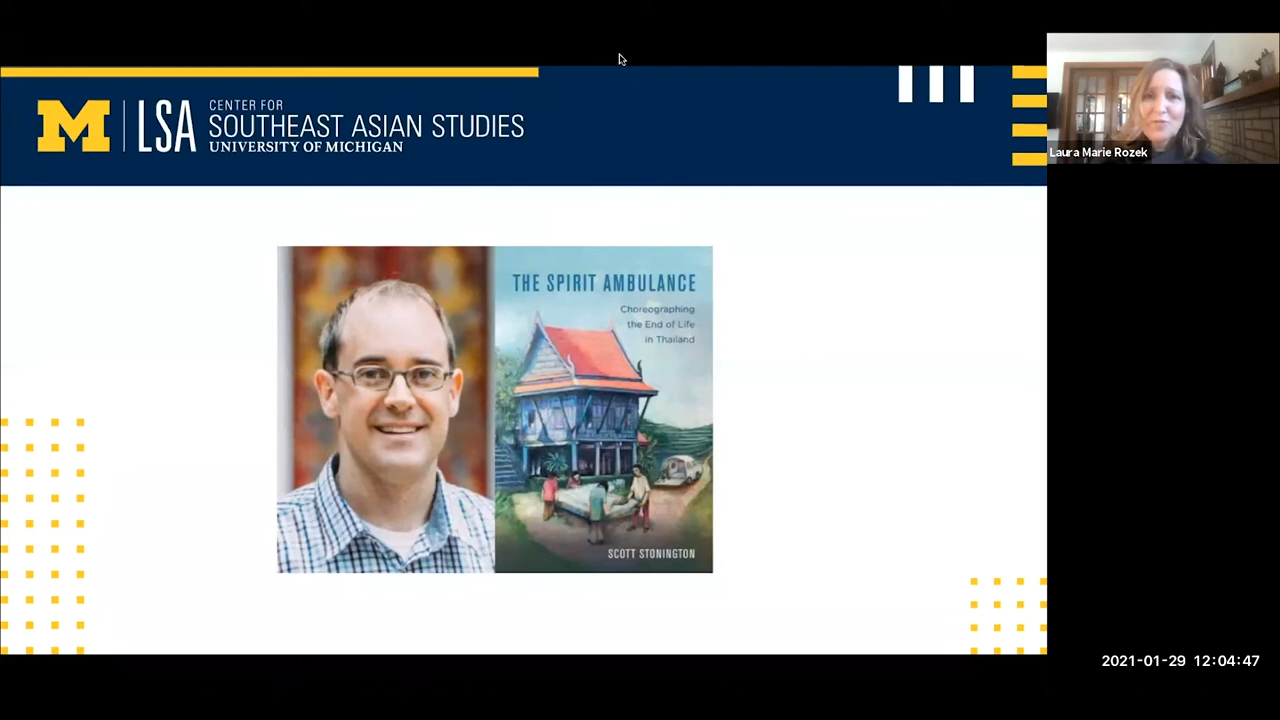 M
LSA
CENTER FOR
SOUTHEAST ASIAN STUDIES
UNIVERSITY OF MICHIGAN
Laura Marie Rozek
THE SPIRIT AMBULANCE
Choreographing
the End of Life
in Thailand
SCOTT STONINGTON
2021-01-29 12:04:47